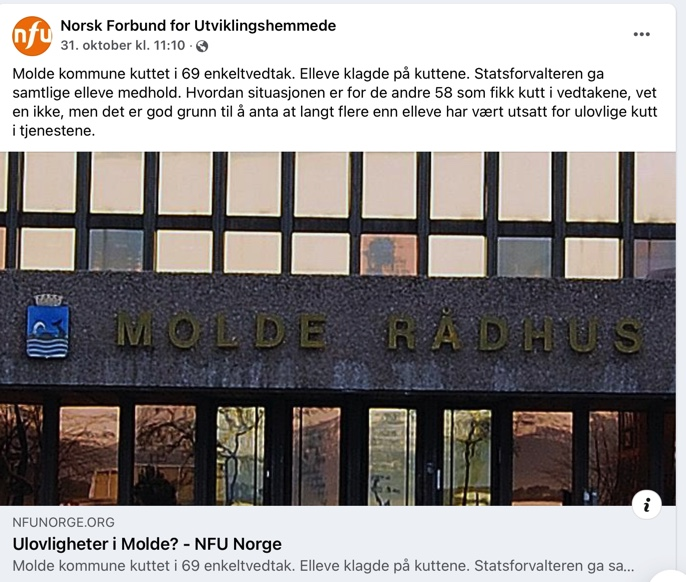 nfu
Norsk Forbund for Utviklingshemmede
31. oktober kl. 11:10 ·
Molde kommune kuttet i 69 enkeltvedtak. Elleve klagde på kuttene. Statsforvalteren ga
samtlige elleve medhold. Hvordan situasjonen er for de andre 58 som fikk kutt i vedtakene, vet
en ikke, men det er god grunn til å anta at langt flere enn elleve har vært utsatt for ulovlige kutt
i tjenestene.
MOLDE RÅDHUS
i
NFUNORGE.ORG
Ulovligheter i Molde? - NFU Norge
Molde kommune kuttet i 69 enkeltvedtak. Elleve klagde på kuttene. Statsforvalteren ga sa...